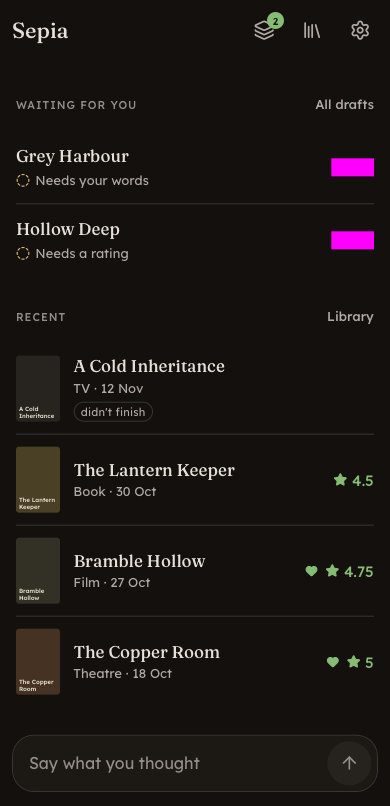 Sepia
2
WAITING FOR YOU
All drafts
Grey Harbour
Needs your words
Hollow Deep
Needs a rating
RECENT
Library
A Cold
Inheritance
A Cold Inheritance
TV · 12 Nov
didn't finish
The Lantern
Keeper
The Lantern Keeper
Book · 30 Oct
4.5
Bramble
Hollow
Bramble Hollow
Film · 27 Oct
4.75
The Copper
Room
The Copper Room
Theatre · 18 Oct
5
Say what you thought